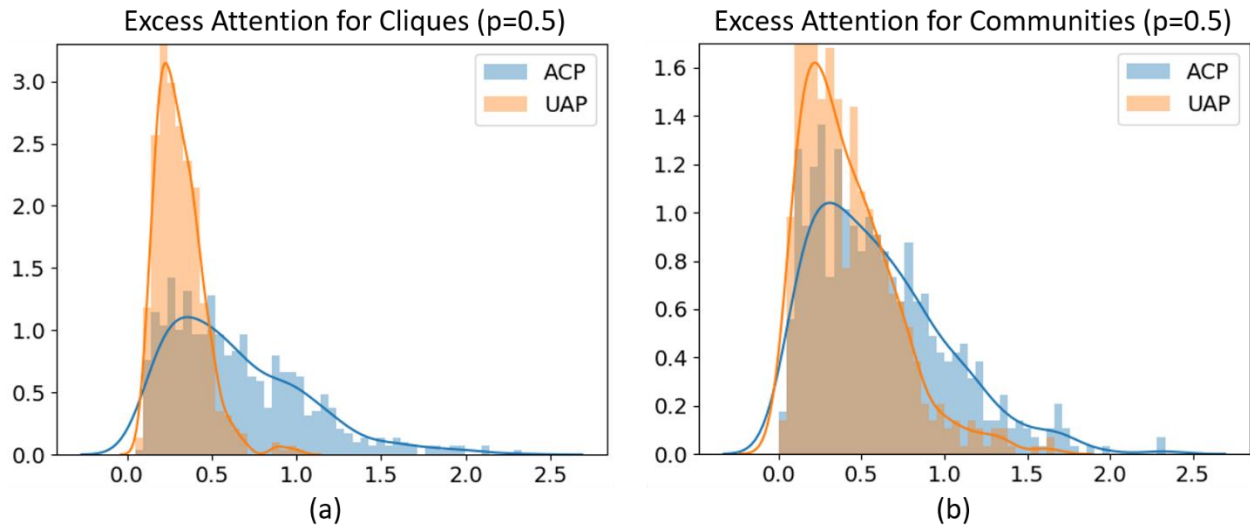 Excess Attention for Cliques (p=0.5)
3.0
2.5
2.0
1.5
1.0
0.5
0.0
ACP
UAP
0.0 0.5 1.0 1.5 2.0 2.5
(a)
Excess Attention for Communities (p=0.5)
1.6
1.4
1.2
1.0
0.8
0.6
0.4
0.2
0.0
ACP
UAP
0.0 0.5 1.0 1.5 2.0 2.5
(b)